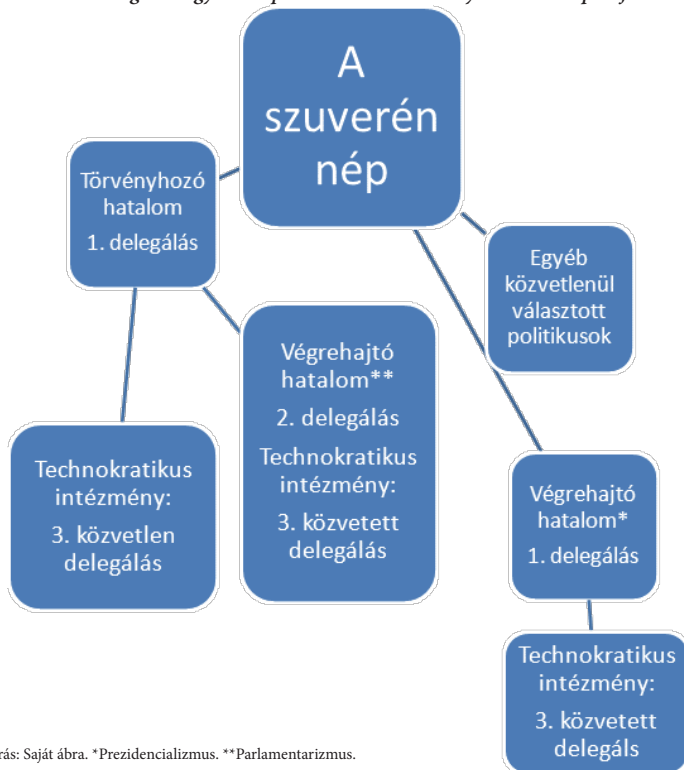 A
szuverén
nép
Törvényhozó
hatalom
1. delegálás
Egyéb
közvetlenül
választott
politikusok
Végrehajtó
hatalom**
2. delegálás
Technokratikus
intézmény:
3. közvetett
delegálás
Technokratikus
intézmény:
3. közvetlen
delegálás
Végrehajtó
hatalom*
1. delegálás
Technokratikus
intézmény:
3. közvetett
delegáls
Saját ábra. *Prezidencializmus. **Parlamentarizmus.